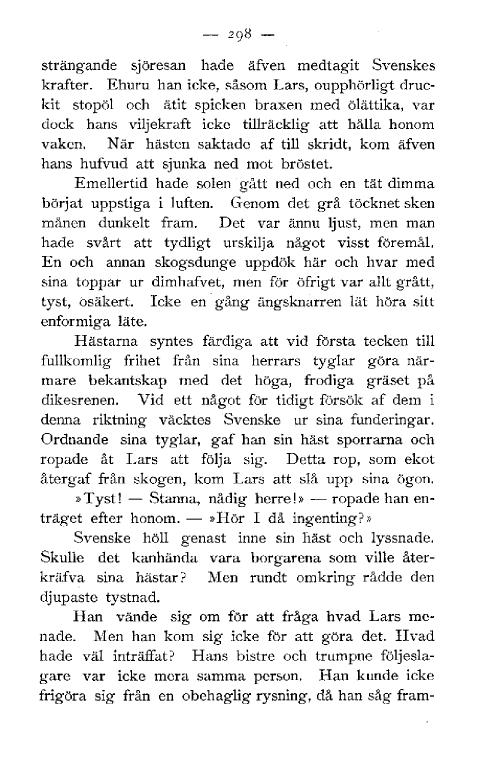 — 298 —
strängande sjöresan hade äfven medtagit Svenskes
krafter. Ehuru han icke, såsom Lars, oupphörligt druc-
kit stopöl och ätit spicken braxen med ölättika, var
dock hans viljekraft icke tillräcklig att hålla honom
vaken. När hästen saktade af till skridt, kom äfven
hans hufvud att sjunka ned mot bröstet.
Emellertid hade solen gått ned och en tät dimma
börjat uppstiga i luften. Genom det grå töcknet sken
månen dunkelt fram. Det var ännu ljust, men man
hade svårt att tydligt urskilja något visst föremål.
En och annan skogsdunge uppdök här och hvar med
sina toppar ur dimhafvet, men för öfrigt var allt grått,
tyst, osäkert. Icke en gång ängsknarren lät höra sitt
enformiga läte.
Hästarna syntes färdiga att vid första tecken till
fullkomlig frihet från sina herrars tyglar göra när-
mare bekantskap med det höga, frodiga gräset på
dikesrenen. Vid ett något för tidigt försök af dem i
denna riktning väcktes Svenske ur sina funderingar.
Ordnande sina tyglar, gaf han sin häst sporrarna och
ropade åt Lars att följa sig. Detta rop, som ekot
återgaf från skogen, kom Lars att slå upp sina ögon.
»Tyst! — Stanna, nådig herre!» — ropade han en-
träget efter honom. — »Hör I då ingenting?»
Svenske höll genast inne sin häst och lyssnade.
Skulle det kanhända vara borgarena som ville åter-
kräfva sina hästar? Men rundt omkring rådde den
djupaste tystnad.
Han vände sig om för att fråga hvad Lars me-
nade. Men han kom sig icke för att göra det. Hvad
hade väl inträffat? Hans bistre och trumpne följesla-
gare var icke mera samma person. Han kunde icke
frigöra sig från en obehaglig rysning, då han såg fram-